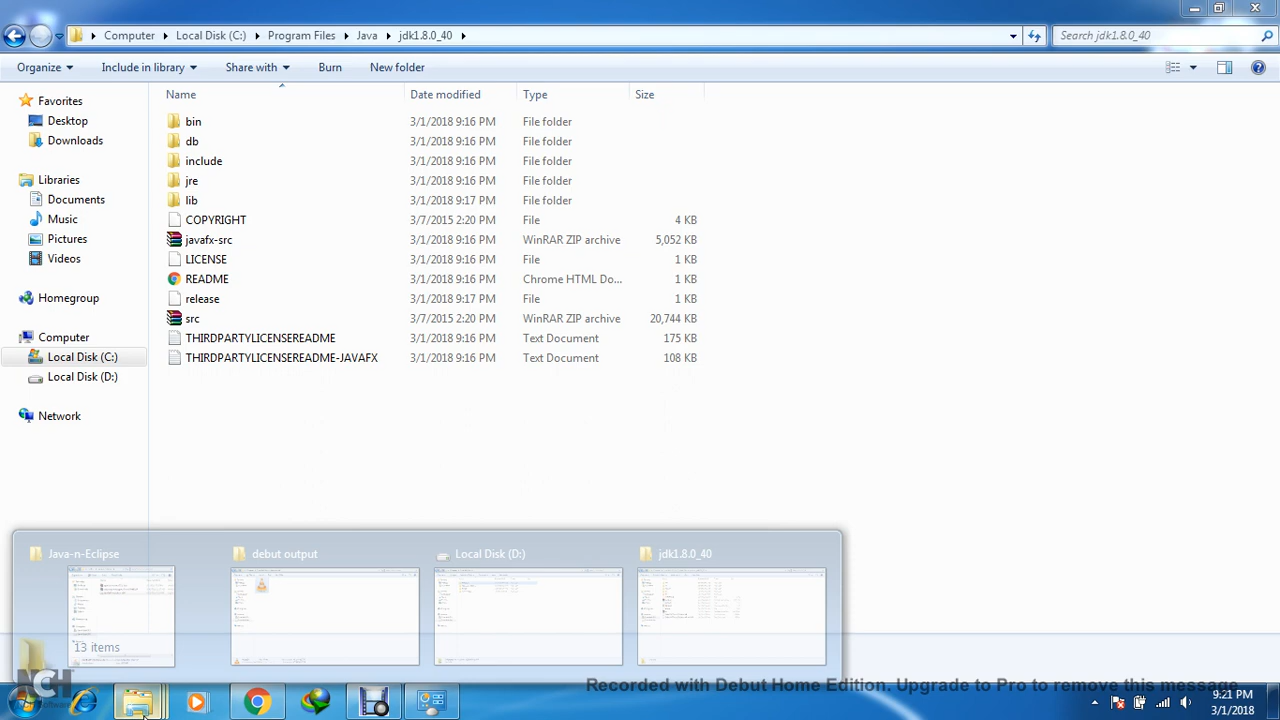 Computer Local Disk (C:) Program Files Java jdk1.8.0_40 Search jdk1.8.0_40
Organize Include in library Share with Burn New folder
Name Date modified Type Size
Favorites
Desktop
Downloads
Libraries
Documents
Music
Pictures
Videos
Homegroup
Computer
Local Disk (C:)
Local Disk (D:)
Network
bin 3/1/2018 9:16 PM File folder
db 3/1/2018 9:16 PM File folder
include 3/1/2018 9:16 PM File folder
jre 3/1/2018 9:16 PM File folder
lib 3/1/2018 9:17 PM File folder
COPYRIGHT 3/7/2015 2:20 PM File 4 KB
javafx-src 3/1/2018 9:16 PM WinRAR ZIP archive 5,052 KB
LICENSE 3/1/2018 9:16 PM File 1 KB
README 3/1/2018 9:16 PM Chrome HTML Do... 1 KB
release 3/1/2018 9:17 PM File 1 KB
src 3/7/2015 2:20 PM WinRAR ZIP archive 20,744 KB
THIRDPARTYLICENSEREADME 3/1/2018 9:16 PM Text Document 175 KB
THIRDPARTYLICENSEREADME-JAVAFX 3/1/2018 9:16 PM Text Document 108 KB
Java-n-Eclipse debut output Local Disk (D:) jdk1.8.0_40
13 items
NCH Software
Recorded with Debut Home Edition. Upgrade to Pro to remove this message
9:21 PM
3/1/2018